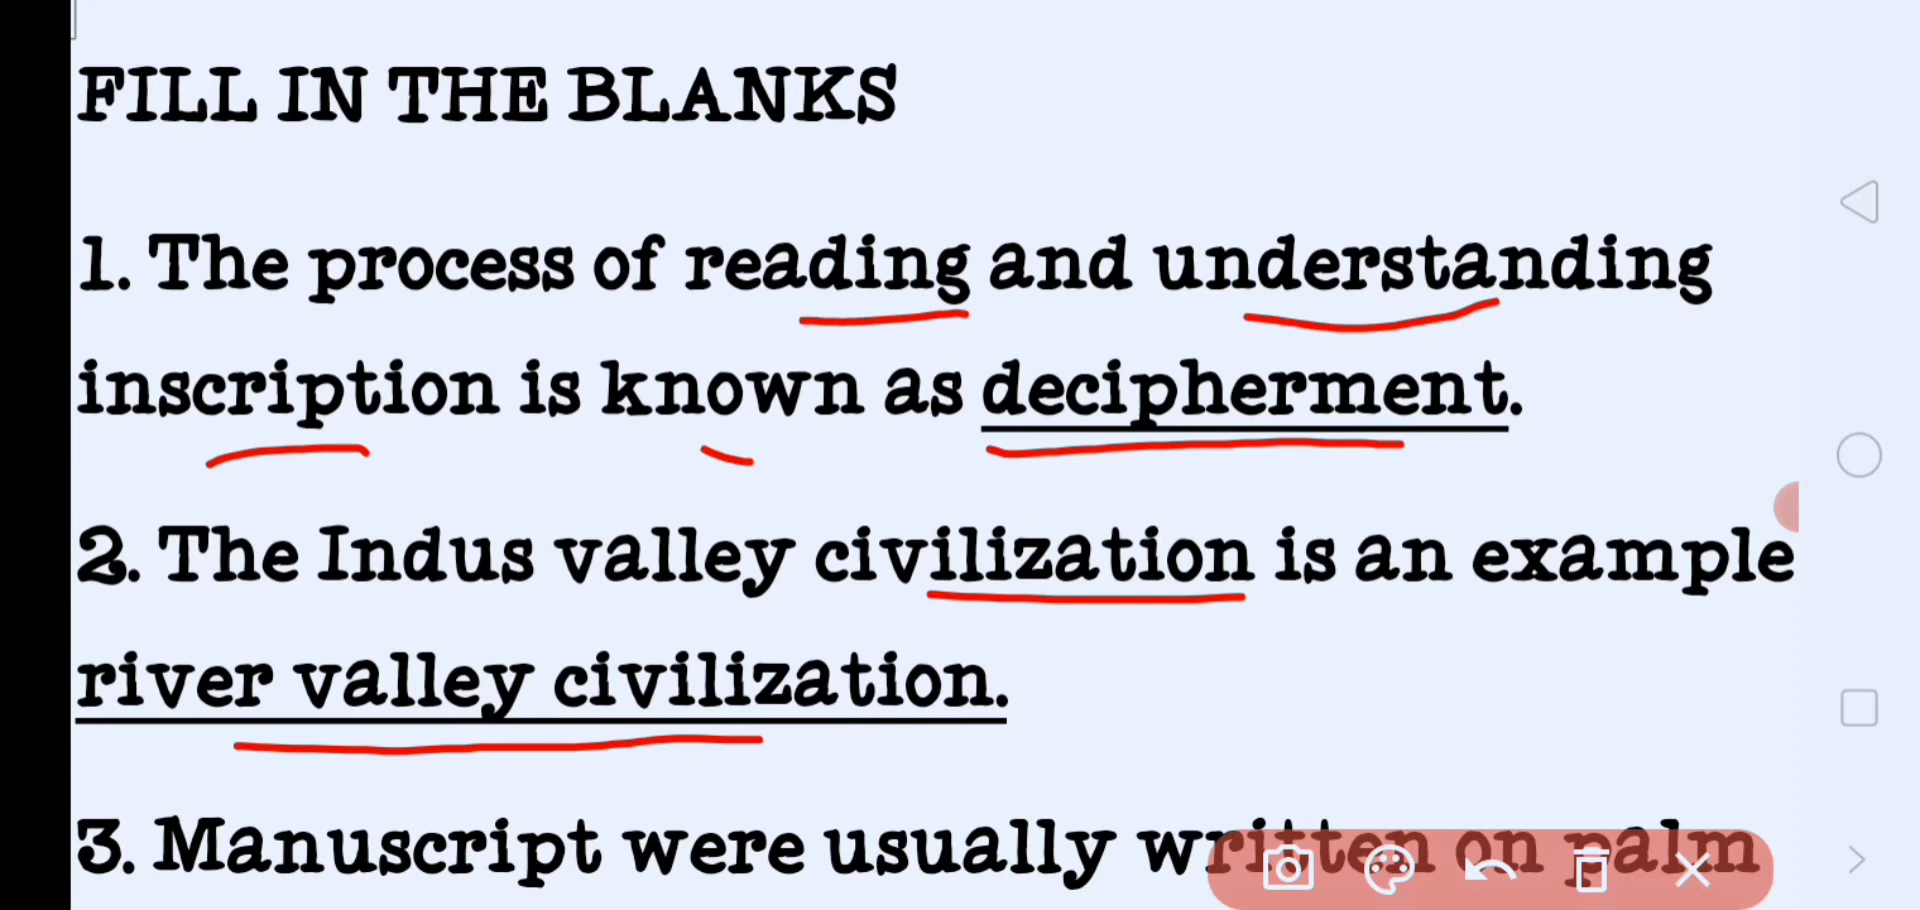 FILL IN THE BLANKS
1. The process of reading and understanding
inscription is known as decipherment.
2. The Indus valley civilization is an example
river valley civilization.
3. Manuscript were usually written on palm